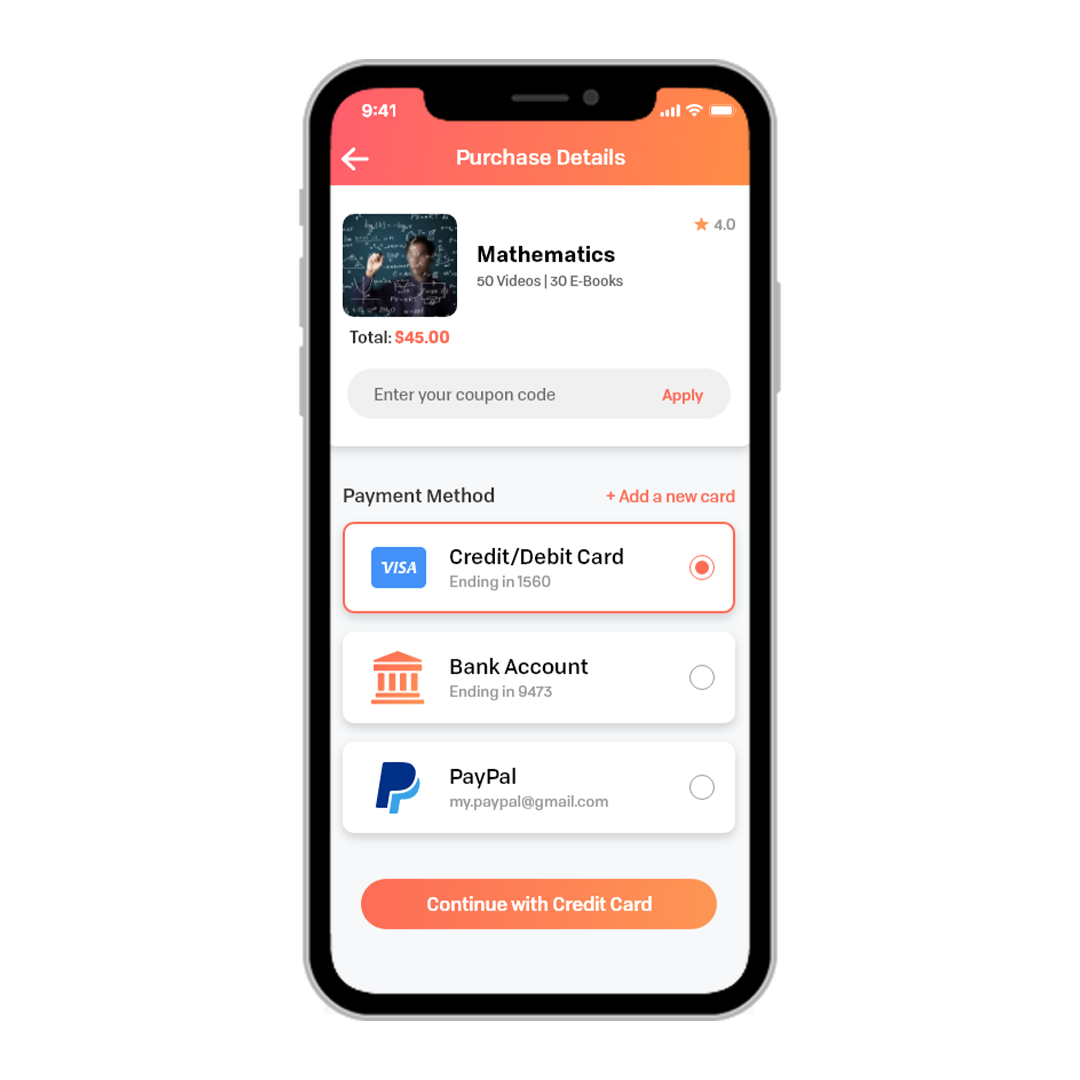 9:41
Purchase Details
4.0
Mathematics
50 Videos | 30 E-Books
Total: $45.00
Enter your coupon code Apply
Payment Method + Add a new card
VISA
Credit/Debit Card
Ending in 1560
Bank Account
Ending in 9473
PayPal
my.paypal@gmail.com
Continue with Credit Card